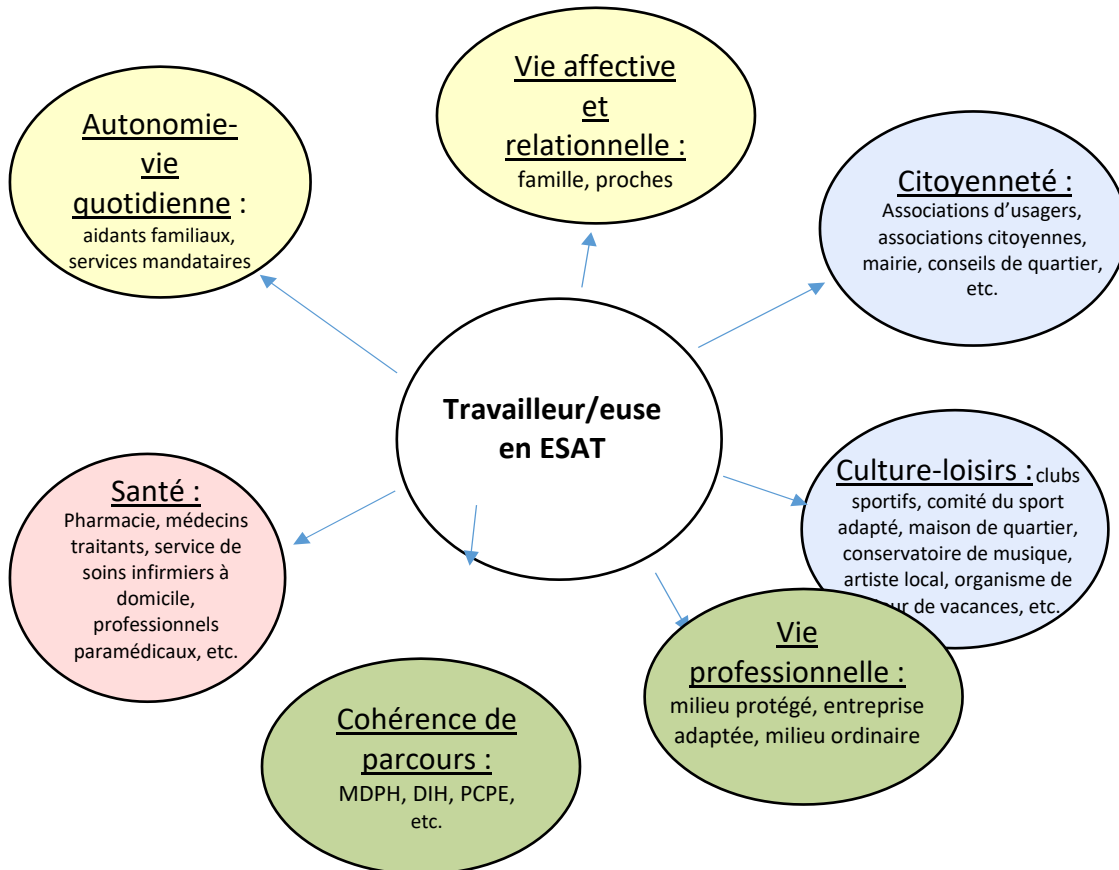 Vie affective
et
relationnelle :
famille, proches
Autonomie-
vie
quotidienne :
aidants familiaux,
services mandataires
Citoyenneté :
Associations d’usagers,
associations citoyennes,
mairie, conseils de quartier,
etc.
Travailleur/euse
en ESAT
Culture-loisirs : clubs
sportifs, comité du sport
adapté, maison de quartier,
conservatoire de musique,
artiste local, organisme de
de vacances, etc.
Santé :
Pharmacie, médecins
traitants, service de
soins infirmiers à
domicile,
professionnels
paramédicaux, etc.
Vie
professionnelle :
milieu protégé, entreprise
adaptée, milieu ordinaire
Cohérence de
parcours :
MDPH, DIH, PCPE,
etc.